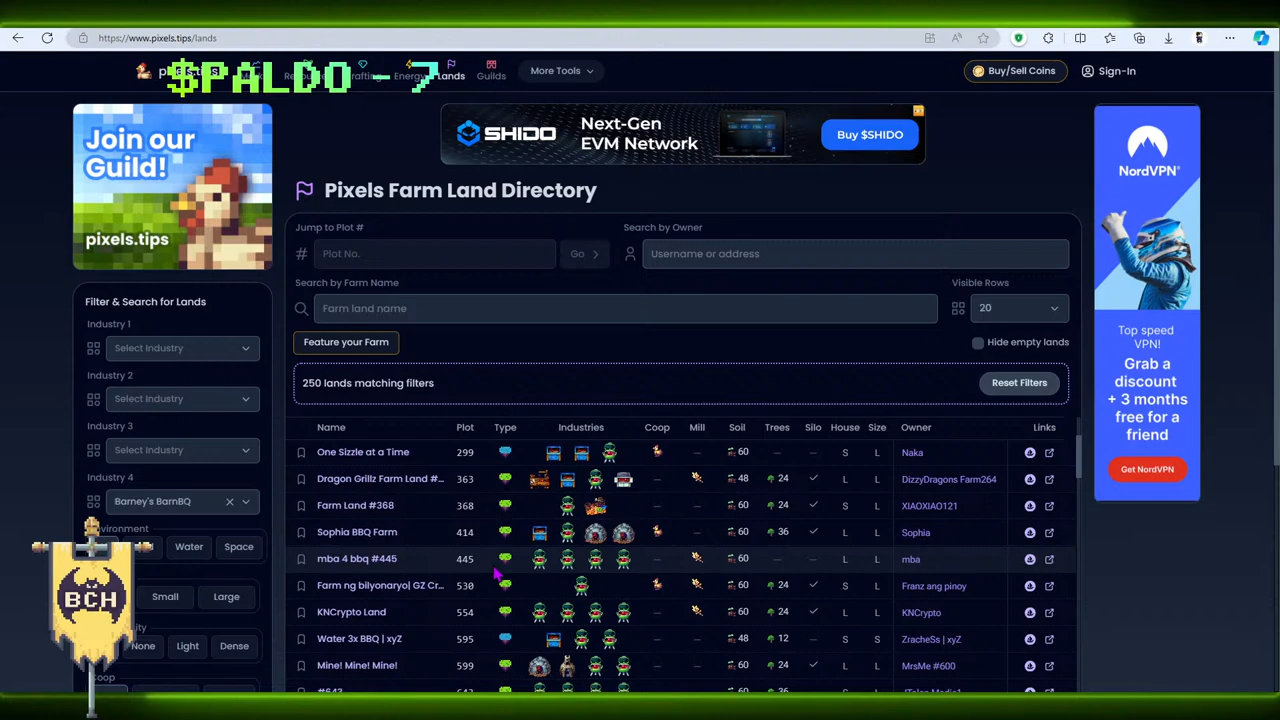 https://www.pixels.tips/lands
pixels.tips
Energy
Lands
Guilds
More Tools
Buy/Sell Coins
Sign-In
$PALDO - 7
Join our
Guild!
pixels.tips
SHIDO
Next-Gen
EVM Network
Buy $SHIDO
NordVPN®
Top speed
VPN!
Grab a
discount
+ 3 months
free for a
friend
Get NordVPN
Pixels Farm Land Directory
Jump to Plot #
Search by Owner
# Plot No.
Go
Username or address
Search by Farm Name
Visible Rows
Farm land name
20
Feature your Farm
Hide empty lands
250 lands matching filters
Reset Filters
Filter & Search for Lands
Industry 1
Select Industry
Industry 2
Select Industry
Industry 3
Select Industry
Industry 4
Barney's BarnBQ
Environment
Water
Space
Small
Large
None
Light
Dense
Coop
BCH
Name Plot Type Industries Coop Mill Soil Trees Silo House Size Owner Links
One Sizzle at a Time 299 — 60 — — S L Naka
Dragon Grillz Farm Land #... 363 — 48 24 L L DizzyDragons Farm264
Farm Land #368 368 — — 60 24 — S L XIAOXIAO121
Sophia BBQ Farm 414 — 60 36 S L Sophia
mba 4 bbq #445 445 — 60 — — L L mba
Farm ng bilyonaryo| GZ Cr... 530 60 24 S L Franz ang pinoy
KNCrypto Land 554 — 60 24 — L L KNCrypto
Water 3x BBQ | xyZ 595 — — 48 12 — S S ZracheSs | xyZ
Mine! Mine! Mine! 599 — — 60 24 L L MrsMe #600